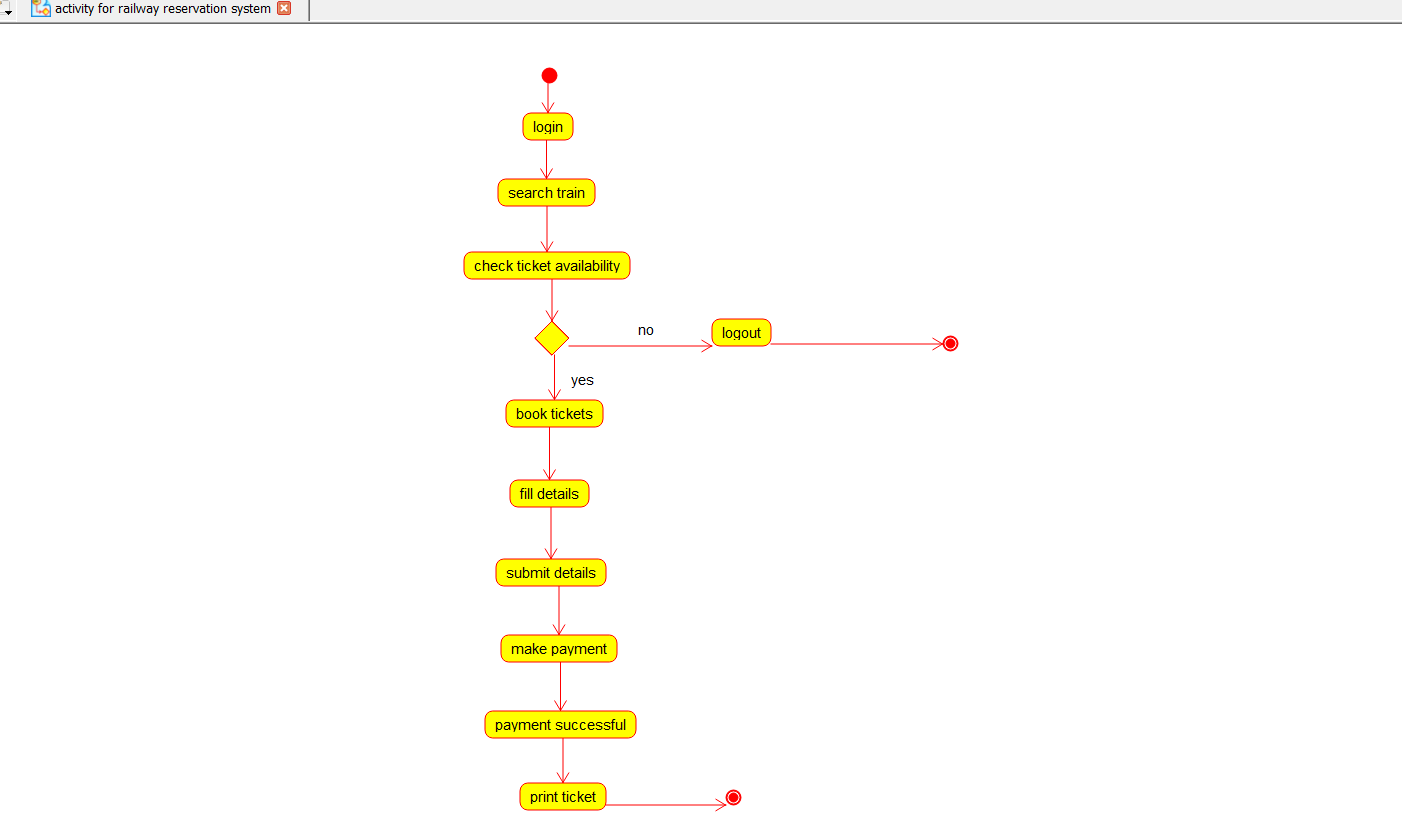 activity for railway reservation system
login
search train
check ticket availability
no
logout
yes
book tickets
fill details
submit details
make payment
payment successful
print ticket